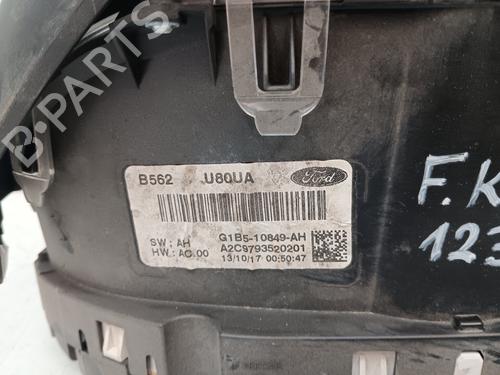 B562 U80UA Ford
SW: AH G1B5-10849-AH
HW: AC.00 A2C9793520201
13/10/17 00:50:47
F.K
123
B-PARTS